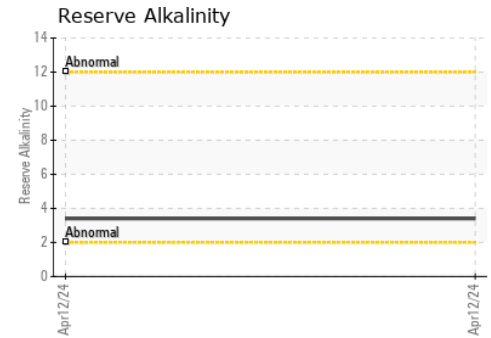 Reserve Alkalinity
14
Abnormal
12
10
8
6
4
Abnormal
2
0
Reserve Alkalinity
Apr12/24
Apr12/24